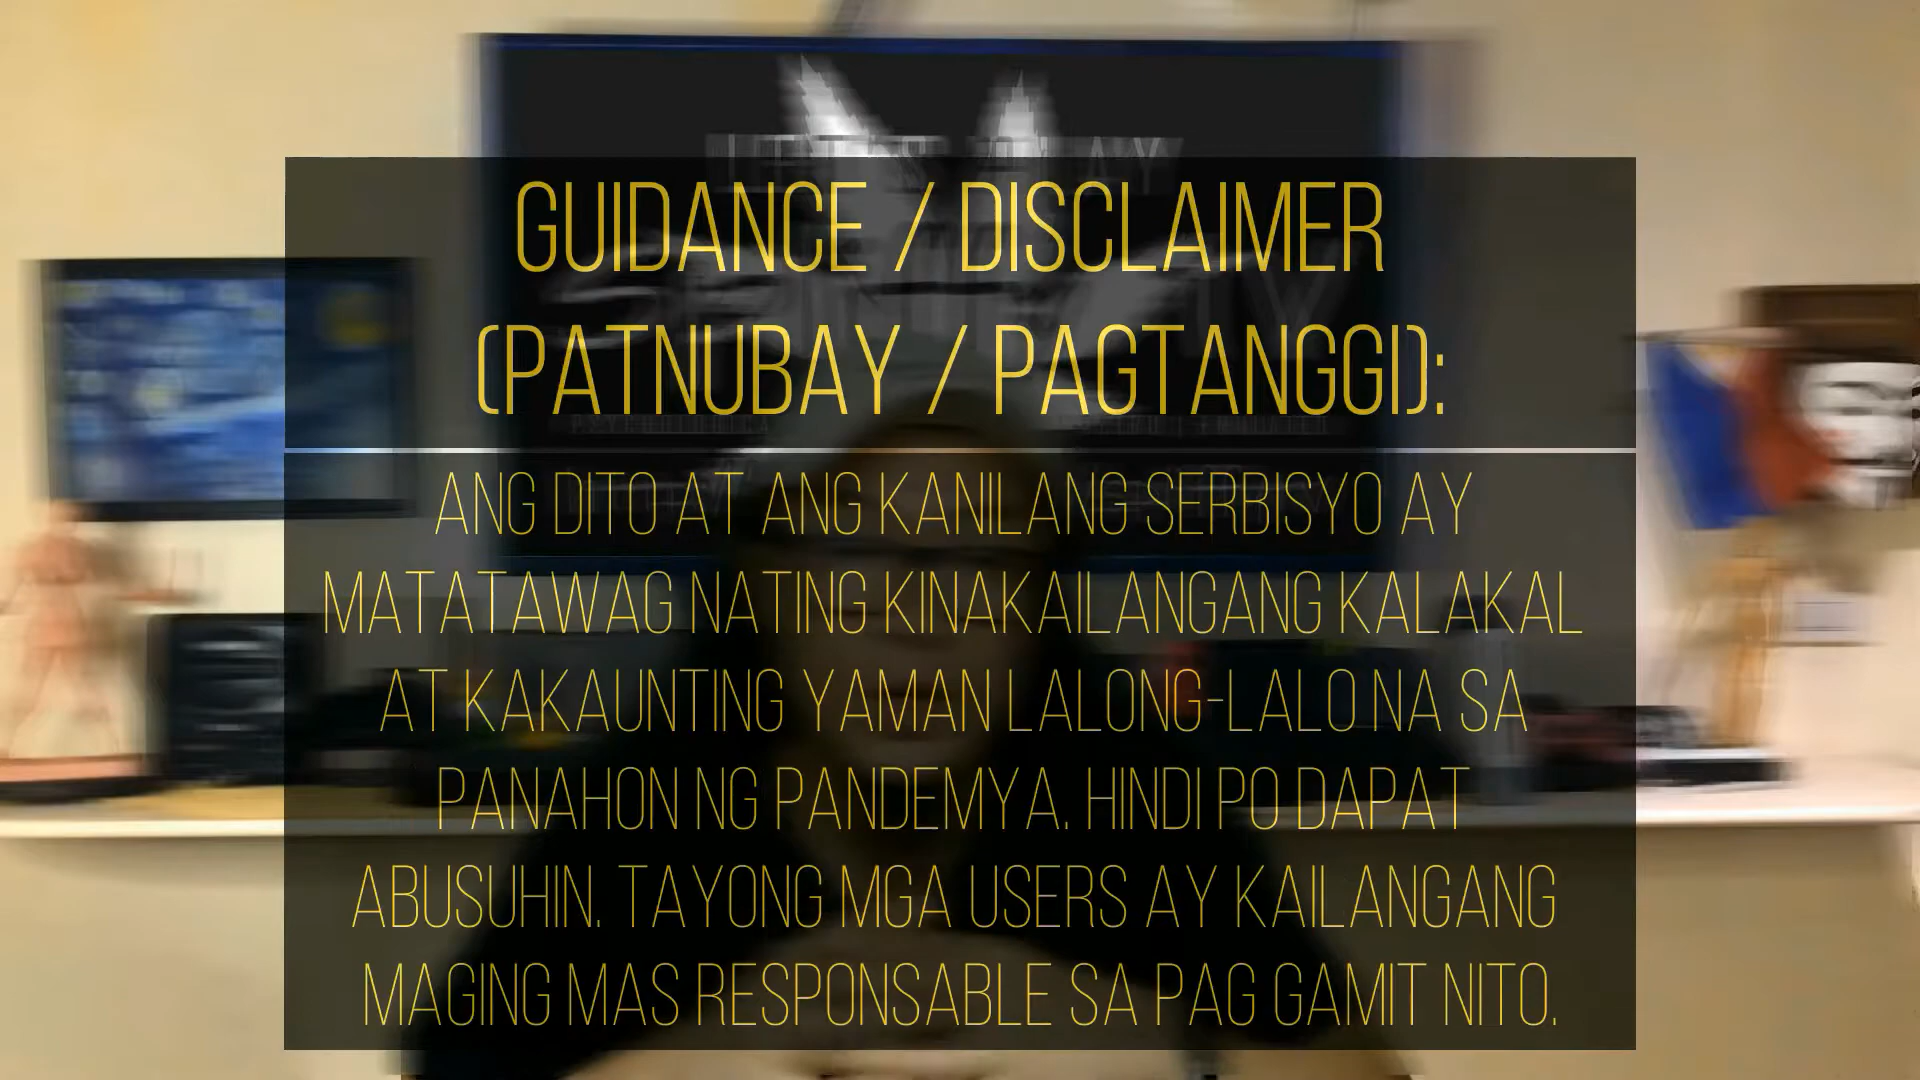 GUIDANCE / DISCLAIMER
(PATNUBAY / PAGTANGGI):
ANG DITO AT ANG KANILANG SERBISYO AY
MATATAWAG NATING KINAKAILANGANG KALAKAL
AT KAKAUNTING YAMAN LALONG-LALO NA SA
PANAHON NG PANDEMYA. HINDI PO DAPAT
ABUSUHIN. TAYONG MGA USERS AY KAILANGANG
MAGING MAS RESPONSABLE SA PAG GAMIT NITO.